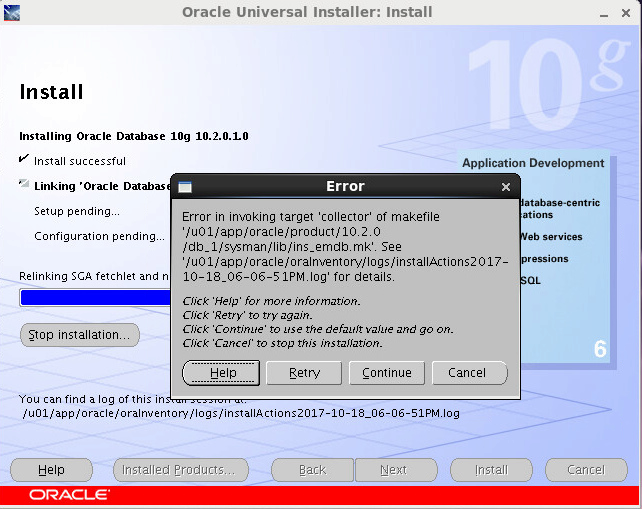 Oracle Universal Installer: Install
10g
Install
Installing Oracle Database 10g 10.2.0.1.0
Install successful
Application Development
Linking 'Oracle Database
Error
Setup pending...
Configuration pending...
database-centric
Web services
SQL
Error in invoking target 'collector' of makefile
'/u01/app/oracle/product/10.2.0
/db_1/sysman/lib/ins_emdb.mk'. See
'/u01/app/oracle/oraInventory/logs/installActions2017-
10-18_06-06-51PM.log' for details.
Click 'Help' for more information.
Click 'Retry' to try again.
Click 'Continue' to use the default value and go on.
Click 'Cancel' to stop this installation.
Help
Retry
Continue
Cancel
Relinking SGA fetchlet and n
Stop installation...
6
You can find a log of this install session at:
/u01/app/oracle/oraInventory/logs/installActions2017-10-18_06-06-51PM.log
Help
Installed Products...
Back
Next
Install
Cancel
ORACLE